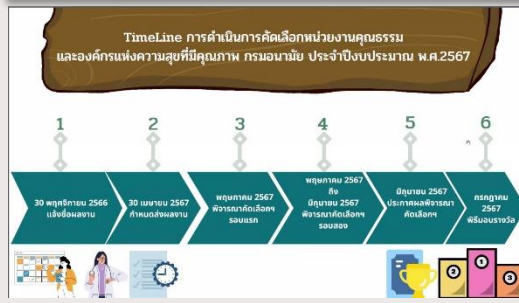 TimeLine การดำเนินการคัดเลือกหน่วยงานคุณธรรม
และองค์กรแห่งความสุขที่มีคุณภาพ กรมอนามัย ประจำปีงบประมาณ พ.ศ.2567
1
2
3
4
5
6
30 พฤศจิกายน 2566
แจ้งชื่อผลงาน
30 เมษายน 2567
กำหนดส่งผลงาน
พฤษภาคม 2567
พิจารณาคัดเลือกฯ
รอบแรก
พฤษภาคม 2567
ถึง
มิถุนายน 2567
พิจารณาคัดเลือกฯ
รอบสอง
มิถุนายน 2567
ประกาศผลพิจารณา
คัดเลือกฯ
กรกฎาคม
2567
พิธีมอบรางวัล
2
1
3